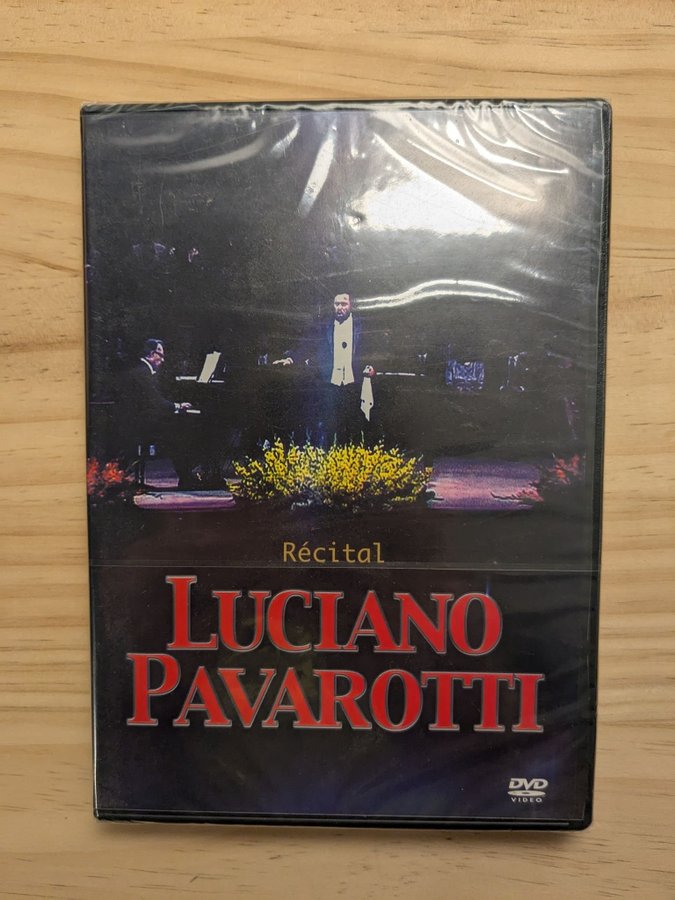 Récital
LUCIANO
PAVAROTTI
DVD
VIDEO